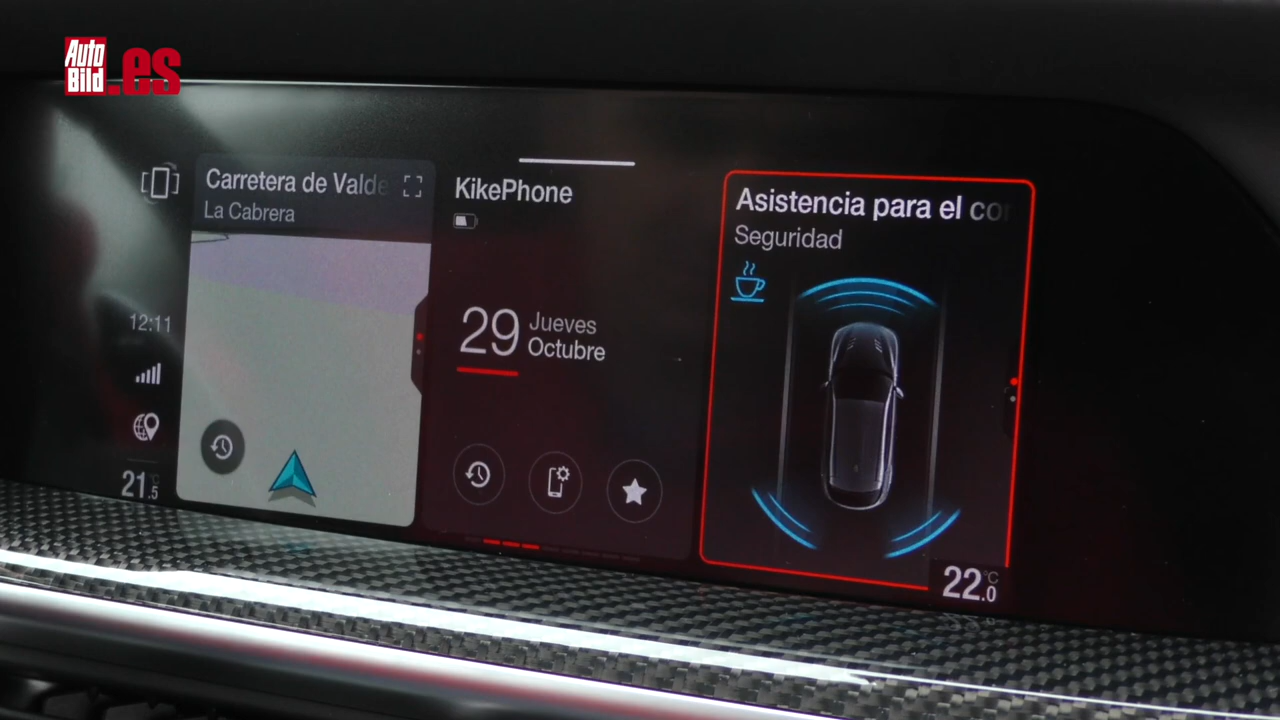 Auto
Bild
.es
Carretera de Valde
La Cabrera
12:11
21.5
KikePhone
29 Jueves
Octubre
Asistencia para el co
Seguridad
22.0 °C